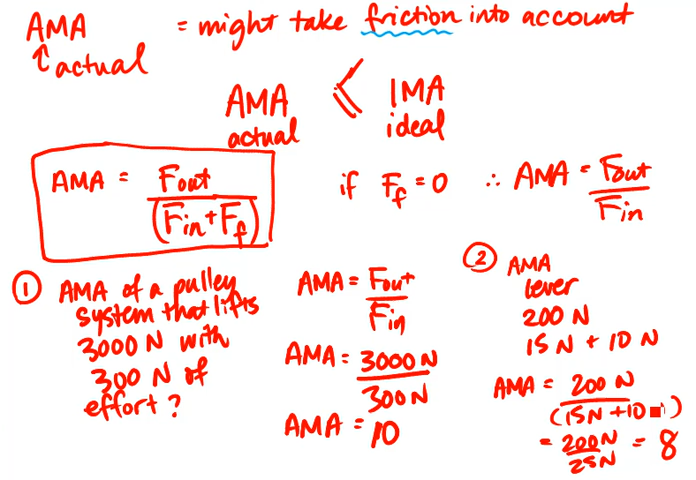 AMA = might take friction into account
↑ actual
AMA ≤ IMA
actual ideal
AMA = Fout / (Fin + Ff)
if Ff = 0 ∴ AMA = Fout / Fin
① AMA of a pulley
system that lifts
3000 N with
300 N of
effort?
AMA = Fout / Fin
AMA = 3000 N / 300 N
AMA = 10
② AMA
lever
200 N
15 N + 10 N
AMA = 200 N / (15N + 10 )
= 200N / 25N = 8